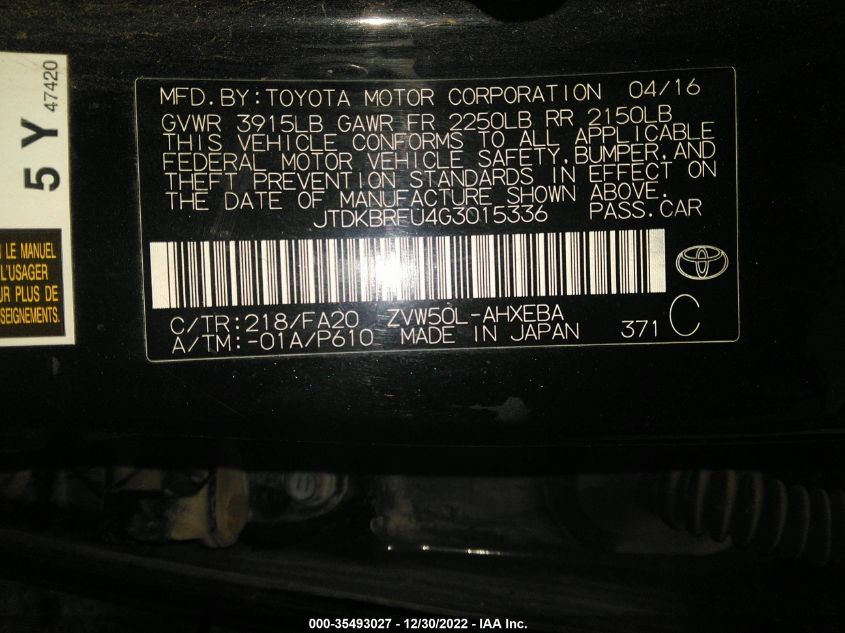 5 Y
47420
N LE MANUEL
L'USAGER
UR PLUS DE
SEIGNEMENTS.
MFD.BY:TOYOTA MOTOR CORPORATION 04/16
GVWR 3915LB GAWR FR 2250LB RR 2150LB
THIS VEHICLE CONFORMS TO ALL APPLICABLE
FEDERAL MOTOR VEHICLE SAFETY,BUMPER,AND
THEFT PREVENTION STANDARDS IN EFFECT ON
THE DATE OF MANUFACTURE SHOWN ABOVE.
JTDKBRFU4G3015336 PASS.CAR
C/TR:218/FA20 ZVW50L-AHXEBA
A/TM:-01A/P610 MADE IN JAPAN 371 C
000-35493027 - 12/30/2022 - IAA Inc.